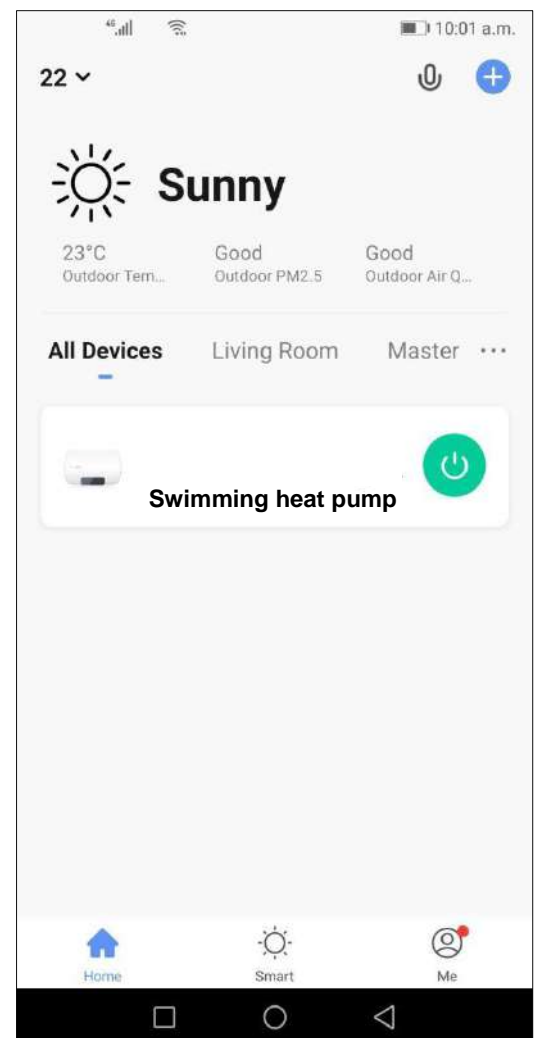 4G 10:01 a.m.
22
Sunny
23°C Good Good
Outdoor Tem... Outdoor PM2.5 Outdoor Air Q...
All Devices Living Room Master ...
Swimming heat pump
Home Smart Me